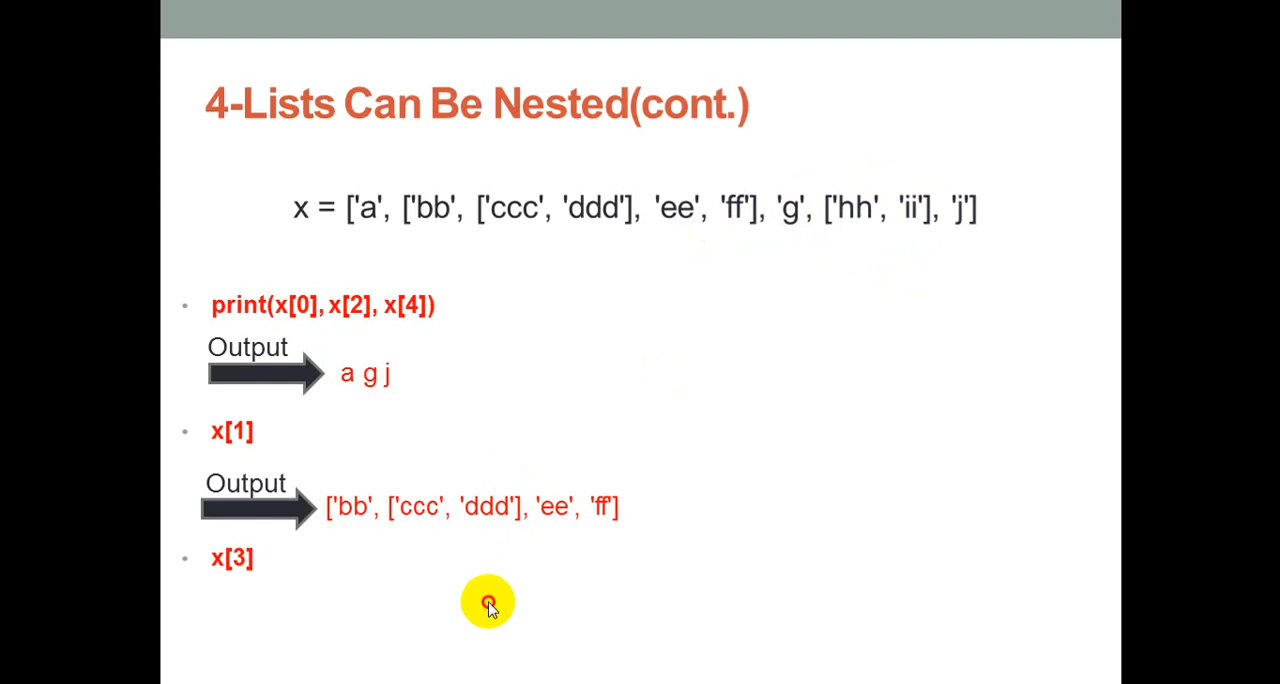 4-Lists Can Be Nested(cont.)
x = ['a', ['bb', ['ccc', 'ddd'], 'ee', 'ff'], 'g', ['hh', 'ii'], 'j']
• print(x[0], x[2], x[4])
Output
a g j
• x[1]
Output
['bb', ['ccc', 'ddd'], 'ee', 'ff']
• x[3]